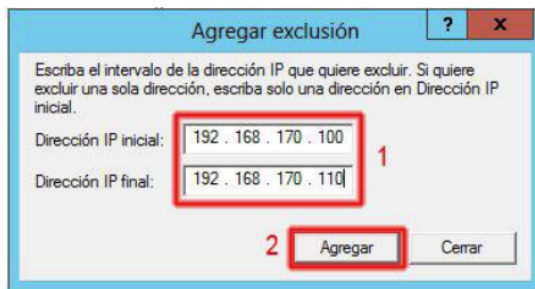 Agregar exclusión
? x
Escriba el intervalo de la dirección IP que quiere excluir. Si quiere
excluir una sola dirección, escriba solo una dirección en Dirección IP
inicial.
Dirección IP inicial: 192 . 168 . 170 . 100
1
Dirección IP final: 192 . 168 . 170 . 110
2 Agregar Cerrar